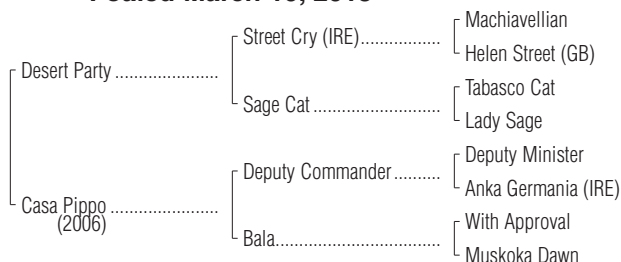 Machiavellian
Street Cry (IRE)
Helen Street (GB)
Desert Party
Tabasco Cat
Sage Cat
Lady Sage
Deputy Minister
Deputy Commander
Anka Germania (IRE)
Casa Pippo
(2006)
With Approval
Bala
Muskoka Dawn